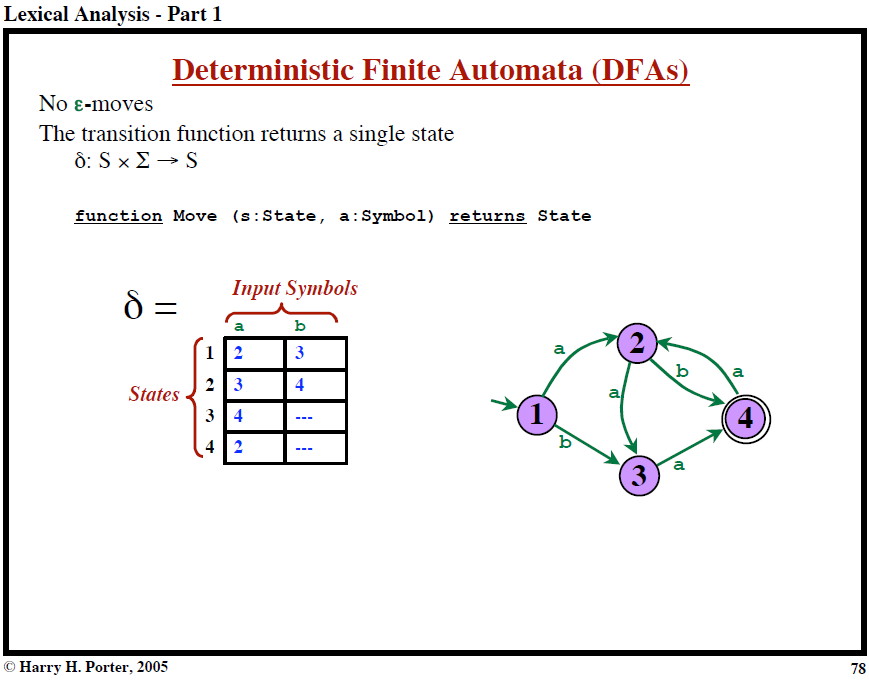 Lexical Analysis - Part 1
Deterministic Finite Automata (DFAs)
No ε-moves
The transition function returns a single state
δ: S × Σ → S
function Move (s:State, a:Symbol) returns State
δ =
Input Symbols
a b
States
1 2 3
2 3 4
3 4 ---
4 2 ---
a
2
b
a
a
1
4
b
3
a
© Harry H. Porter, 2005
78